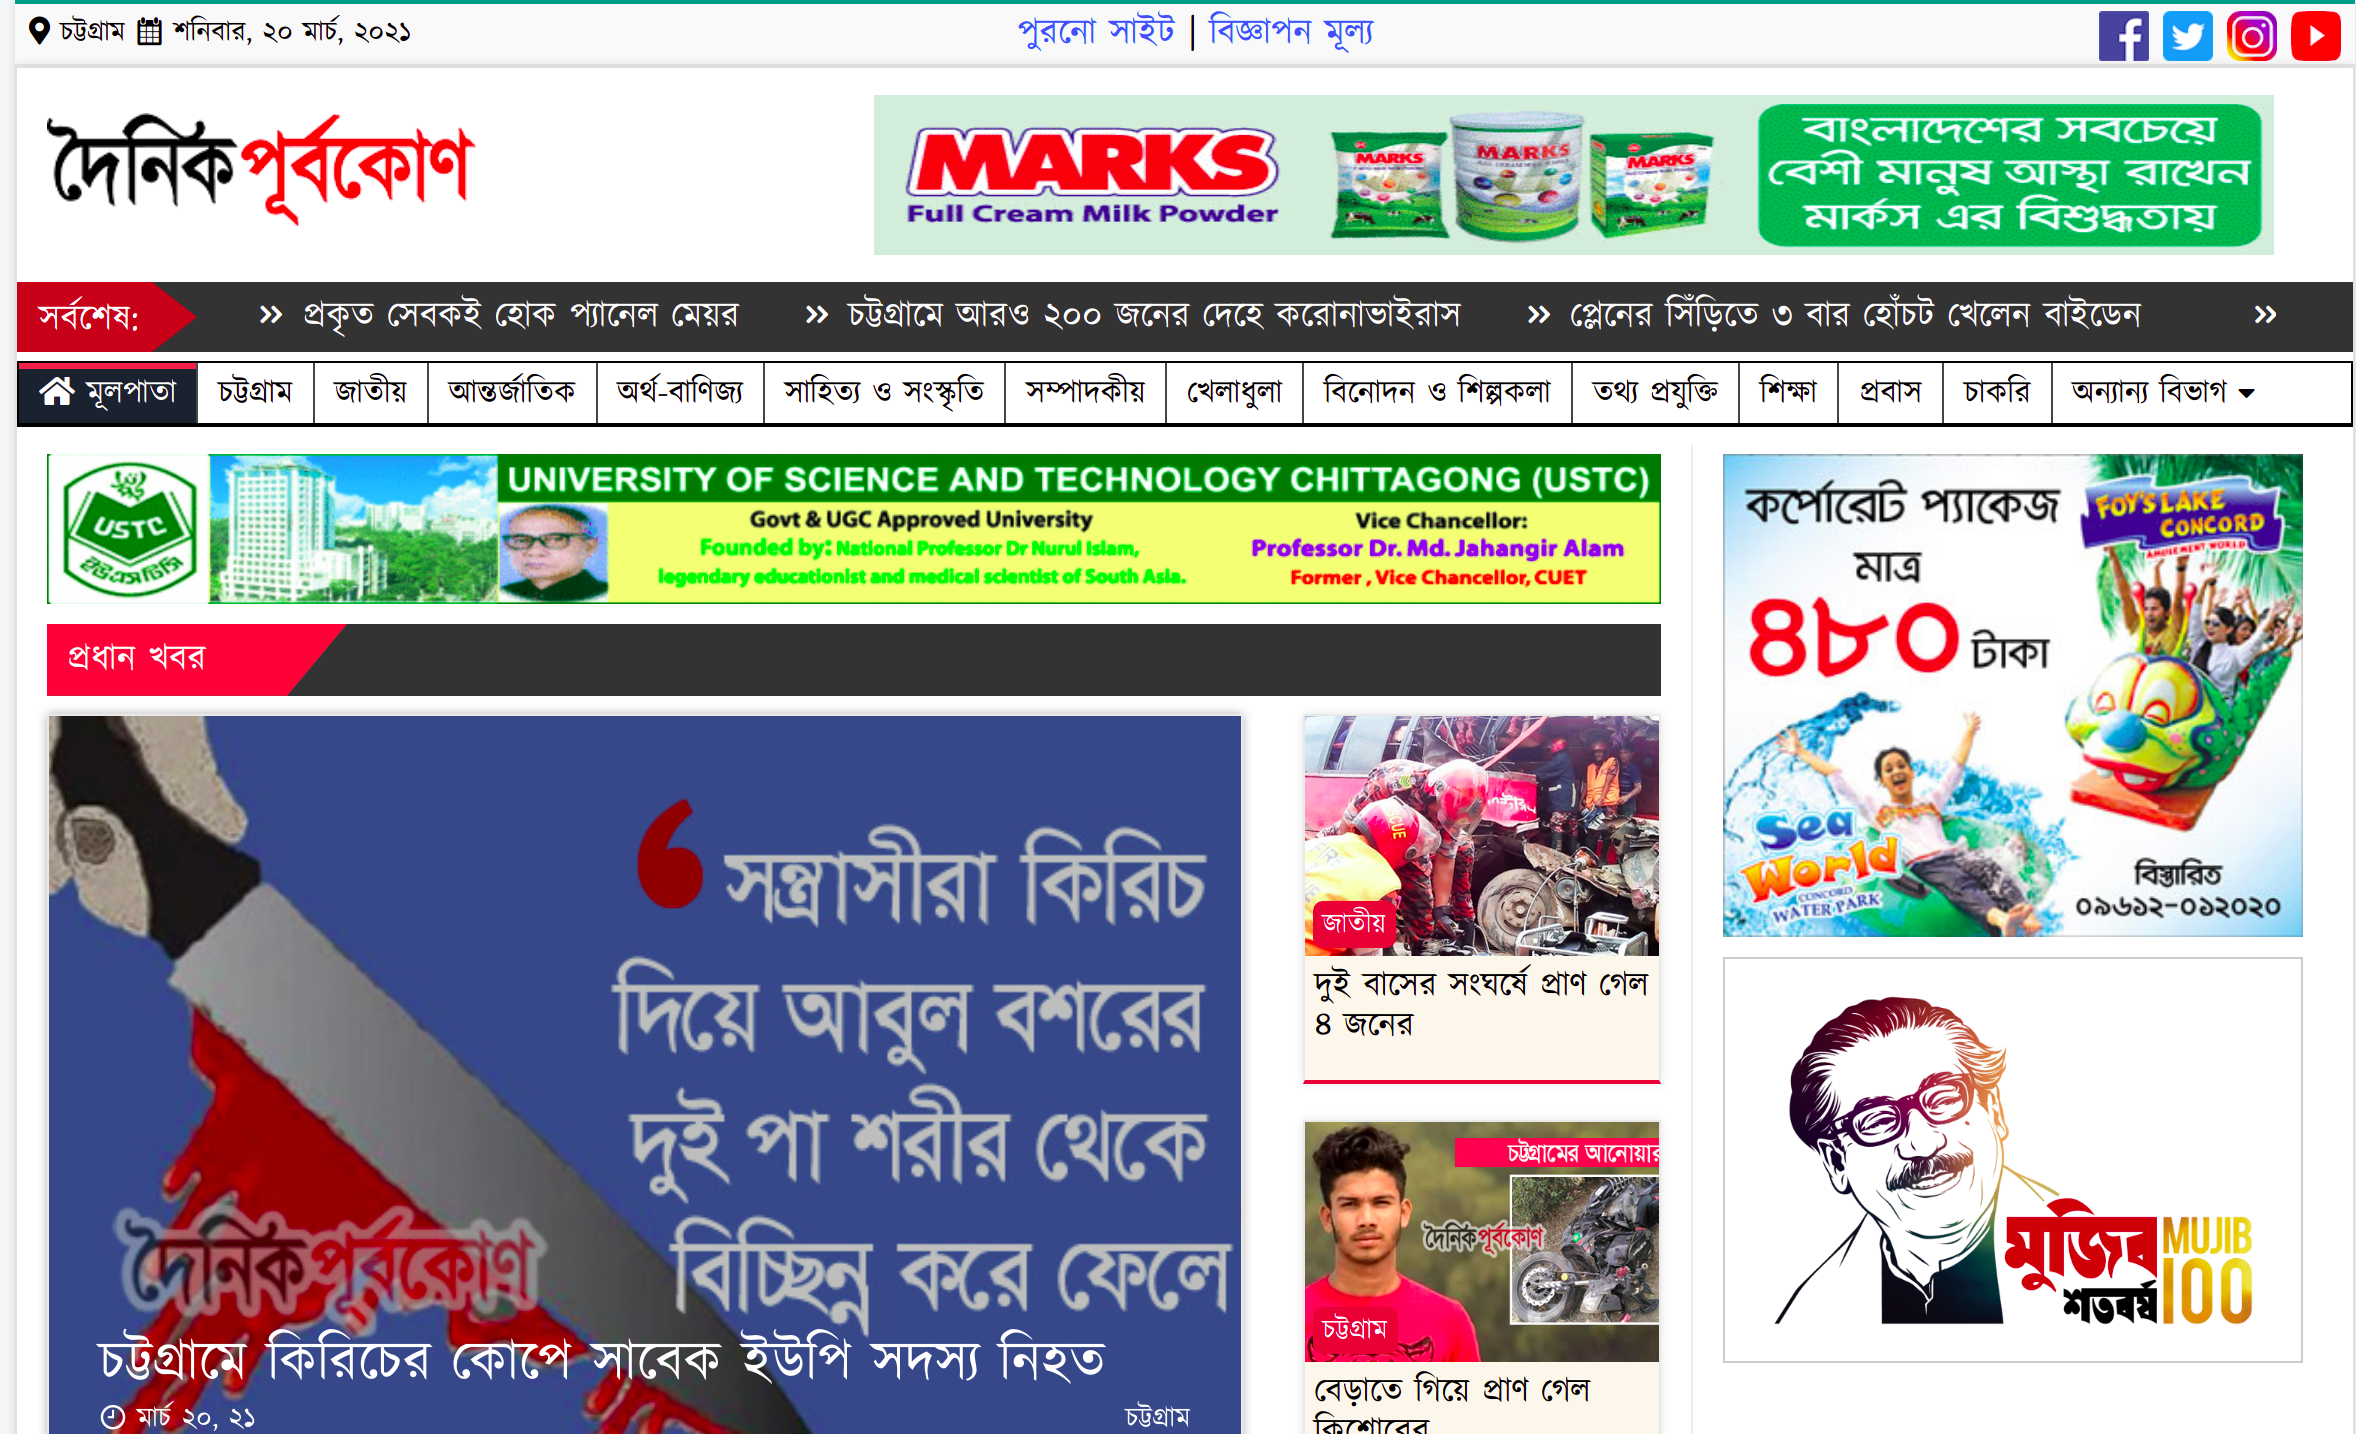 চট্টগ্রাম শনিবার, ২০ মার্চ, ২০২১
পুরনো সাইট | বিজ্ঞাপন মূল্য
দৈনিক পূর্বকোণ
MARKS
Full Cream Milk Powder
MARKS
MARKS
MARKS
বাংলাদেশের সবচেয়ে
বেশী মানুষ আস্থা রাখেন
মার্কস এর বিশুদ্ধতায়
সর্বশেষ:
» প্রকৃত সেবকই হোক প্যানেল মেয়র » চট্টগ্রামে আরও ২০০ জনের দেহে করোনাভাইরাস » প্লেনের সিঁড়িতে ৩ বার হোঁচট খেলেন বাইডেন »
মূলপাতা চট্টগ্রাম জাতীয় আন্তর্জাতিক অর্থ-বাণিজ্য সাহিত্য ও সংস্কৃতি সম্পাদকীয় খেলাধুলা বিনোদন ও শিল্পকলা তথ্য প্রযুক্তি শিক্ষা প্রবাস চাকরি অন্যান্য বিভাগ
USTC
ইউএসটিসি
UNIVERSITY OF SCIENCE AND TECHNOLOGY CHITTAGONG (USTC)
Govt & UGC Approved University
Founded by: National Professor Dr Nurul Islam,
legendary educationist and medical scientist of South Asia.
Vice Chancellor:
Professor Dr. Md. Jahangir Alam
Former , Vice Chancellor, CUET
প্রধান খবর
সন্ত্রাসীরা কিরিচ
দিয়ে আবুল বশরের
দুই পা শরীর থেকে
বিচ্ছিন্ন করে ফেলে
দৈনিক পূর্বকোণ
চট্টগ্রামে কিরিচের কোপে সাবেক ইউপি সদস্য নিহত
মার্চ ২০, ২১
চট্টগ্রাম
জাতীয়
দুই বাসের সংঘর্ষে প্রাণ গেল
৪ জনের
চট্টগ্রামের আনোয়ার
দৈনিক পূর্বকোণ
চট্টগ্রাম
বেড়াতে গিয়ে প্রাণ গেল
কিশোরের
কর্পোরেট প্যাকেজ
মাত্র
৪৮০ টাকা
FOY'S LAKE
CONCORD
AMUSEMENT WORLD
Sea
World
CONCORD
WATER PARK
বিস্তারিত
০৯৬১২-০১২০২০
মুজিব
শতবর্ষ
MUJIB
100